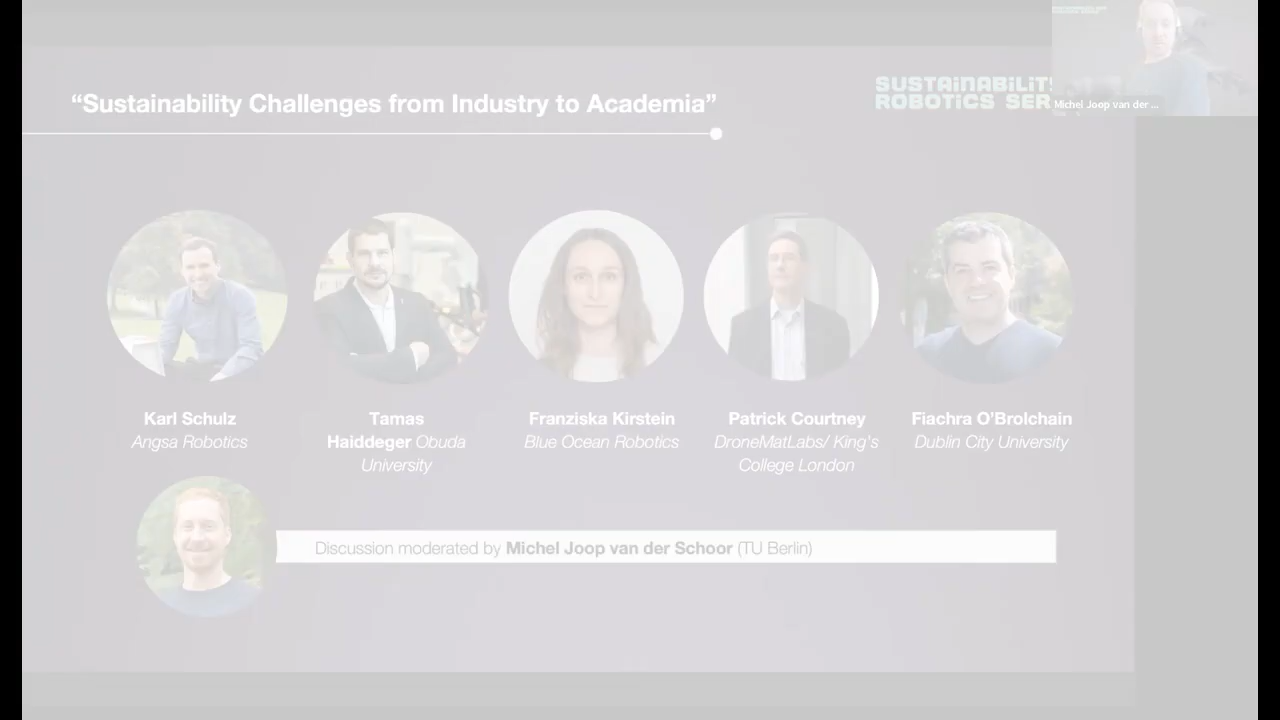 “Sustainability Challenges from Industry to Academia”
SUSTAINABILIT
ROBOTICS SER
Michel Joop van der ...
Karl Schulz
Angsa Robotics
Tamas
Haiddeger Obuda
University
Franziska Kirstein
Blue Ocean Robotics
Patrick Courtney
DroneMatLabs/ King's
College London
Fiachra O’Brolchain
Dublin City University
Discussion moderated by Michel Joop van der Schoor (TU Berlin)